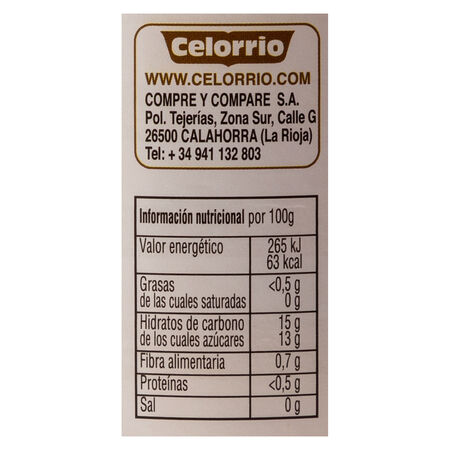 Celorrio
WWW.CELORRIO.COM
COMPRE Y COMPARE S.A.
Pol. Tejerías, Zona Sur, Calle G
26500 CALAHORRA (La Rioja)
Tel: + 34 941 132 803
Información nutricional por 100g
Valor energético 265 kJ
63 kcal
Grasas <0,5 g
de las cuales saturadas 0 g
Hidratos de carbono 15 g
de los cuales azúcares 13 g
Fibra alimentaria 0,7 g
Proteínas <0,5 g
Sal 0 g